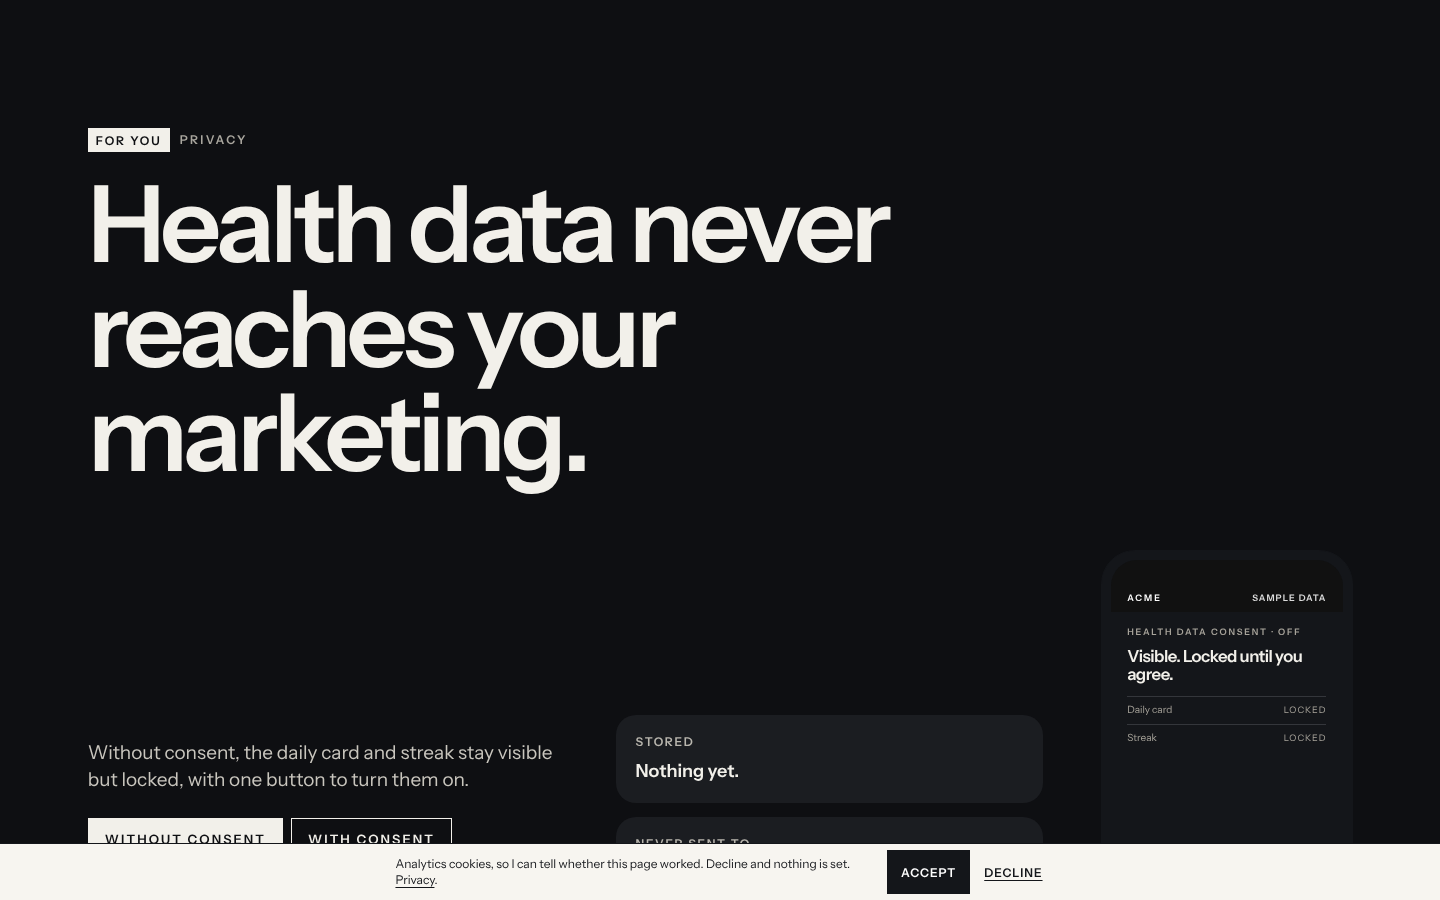 FOR YOU PRIVACY
Health data never
reaches your
marketing.
ACME SAMPLE DATA
HEALTH DATA CONSENT · OFF
Visible. Locked until you
agree.
Daily card LOCKED
Streak LOCKED
Without consent, the daily card and streak stay visible
but locked, with one button to turn them on.
WITHOUT CONSENT WITH CONSENT
STORED
Nothing yet.
NEVER SENT TO
Analytics cookies, so I can tell whether this page worked. Decline and nothing is set.
Privacy.
ACCEPT DECLINE